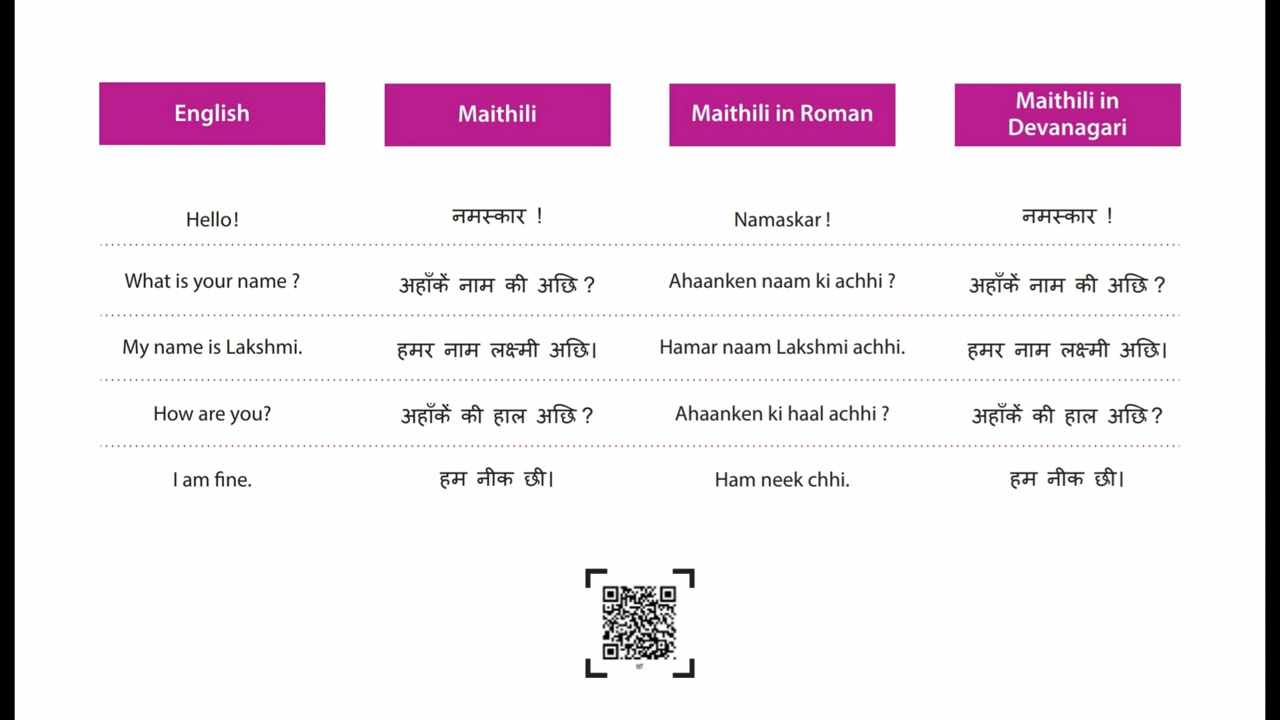 English Maithili Maithili in Roman Maithili in
Devanagari
Hello! नमस्कार ! Namaskar ! नमस्कार !
What is your name ? अहाँकें नाम की अछि ? Ahaanken naam ki achhi ? अहाँकें नाम की अछि ?
My name is Lakshmi. हमर नाम लक्ष्मी अछि। Hamar naam Lakshmi achhi. हमर नाम लक्ष्मी अछि।
How are you? अहाँकें की हाल अछि ? Ahaanken ki haal achhi ? अहाँकें की हाल अछि ?
I am fine. हम नीक छी। Ham neek chhi. हम नीक छी।